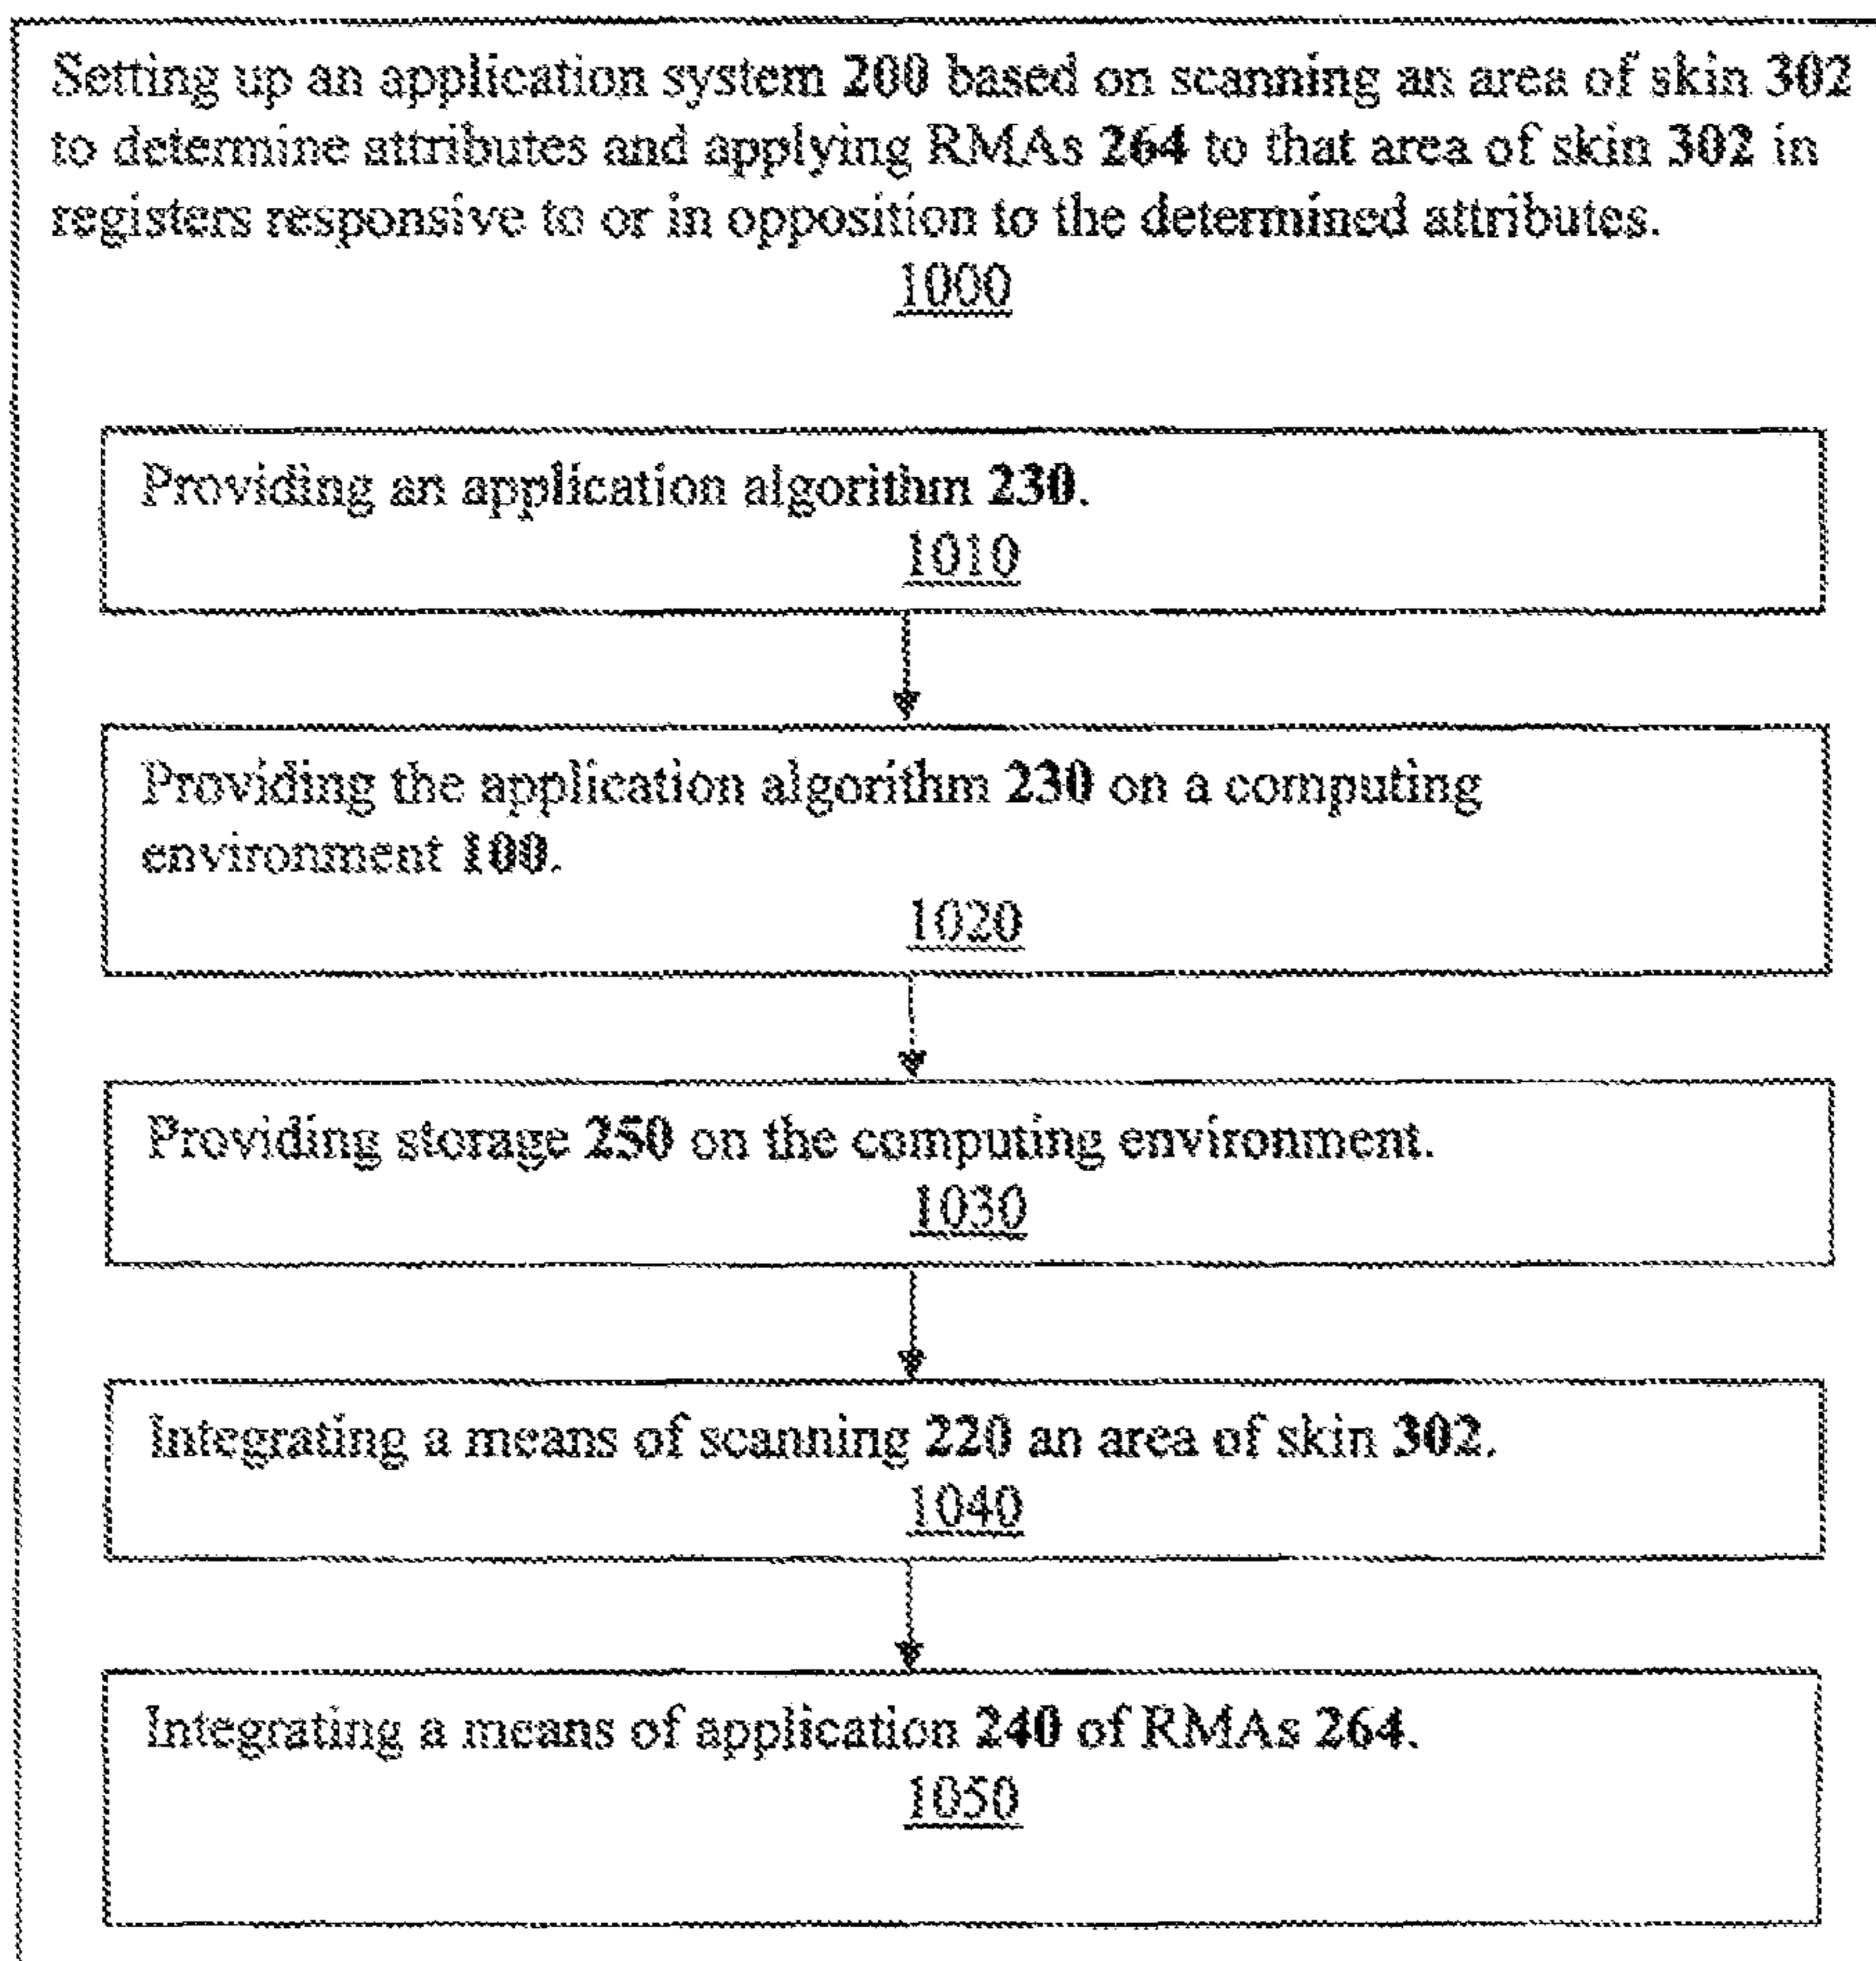 Setting up an application system 200 based on scanning an area of skin 302
to determine attributes and applying RMAs 264 to that area of skin 302 in
registers responsive to or in opposition to the determined attributes.
1000
Providing an application algorithm 230.
1010
Providing the application algorithm 230 on a computing
environment 100.
1020
Providing storage 250 on the computing environment.
1030
Integrating a means of scanning 220 an area of skin 302.
1040
Integrating a means of application 240 of RMAs 264.
1050